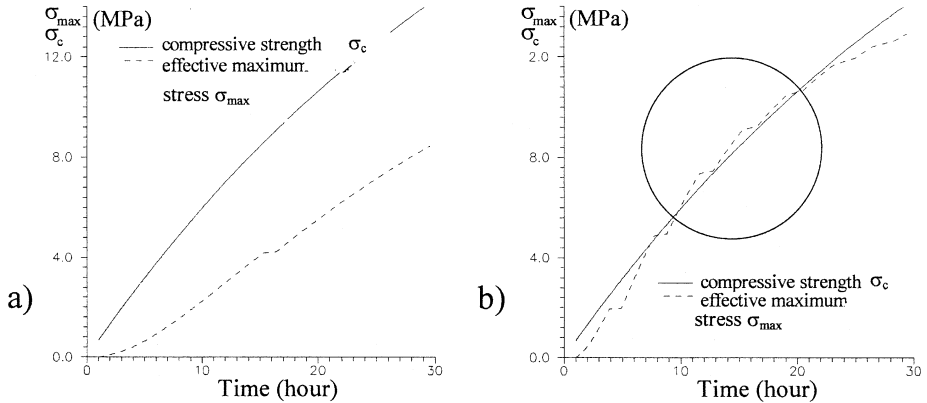 σmax (MPa)
σc
12.0
compressive strength σc
effective maximum
stress σmax
8.0
4.0
a)
0.0
0 10 20 30
Time (hour)
σmax (MPa)
σc
2.0
8.0
4.0
b)
compressive strength σc
effective maximum
stress σmax
0.0
0 10 20 30
Time (hour)